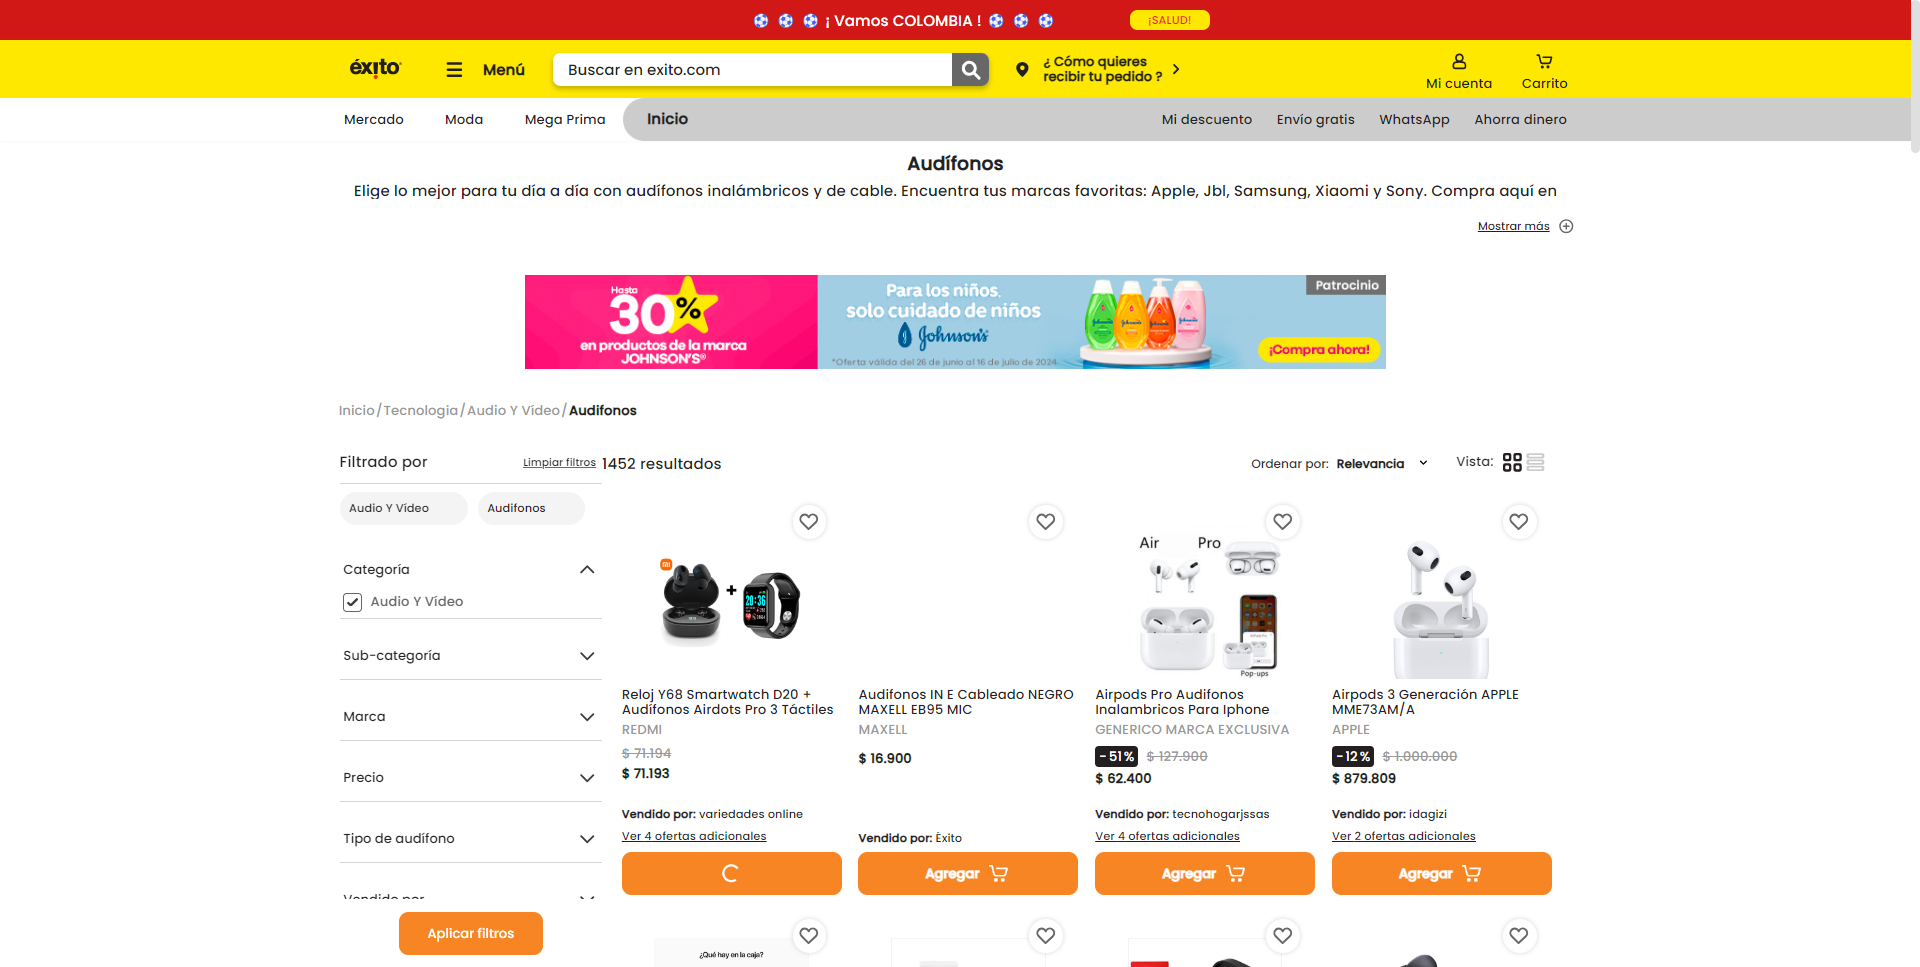 ¡ Vamos COLOMBIA !
¡SALUD!
éxito
Menú
Buscar en exito.com
¿ Cómo quieres
recibir tu pedido ?
Mi cuenta
Carrito
Mercado
Moda
Mega Prima
Inicio
Mi descuento
Envío gratis
WhatsApp
Ahorra dinero
Audífonos
Elige lo mejor para tu día a día con audífonos inalámbricos y de cable. Encuentra tus marcas favoritas: Apple, Jbl, Samsung, Xiaomi y Sony. Compra aquí en
Mostrar más
Hasta
30%
en productos de la marca
JOHNSON'S®
Para los niños,
solo cuidado de niños
Johnson's
*Oferta válida del 26 de junio al 16 de julio de 2024
Patrocinio
¡Compra ahora!
Inicio/Tecnologia/Audio Y Vídeo/Audifonos
Filtrado por
Limpiar filtros
1452 resultados
Ordenar por: Relevancia
Vista:
Audio Y Vídeo
Audifonos
Categoría
Audio Y Vídeo
Sub-categoría
Marca
Precio
Tipo de audífono
Vendido por
Aplicar filtros
20:36
Reloj Y68 Smartwatch D20 +
Audífonos Airdots Pro 3 Táctiles
REDMI
$ 71.194
$ 71.193
Vendido por: variedades online
Ver 4 ofertas adicionales
Audifonos IN E Cableado NEGRO
MAXELL EB95 MIC
MAXELL
$ 16.900
Vendido por: Éxito
Agregar
Air Pro
Pop-ups
Airpods Pro Audifonos
Inalambricos Para Iphone
GENERICO MARCA EXCLUSIVA
-51% $ 127.900
$ 62.400
Vendido por: tecnohogarjssas
Ver 4 ofertas adicionales
Agregar
Airpods 3 Generación APPLE
MME73AM/A
APPLE
-12% $ 1.000.000
$ 879.809
Vendido por: idagizi
Ver 2 ofertas adicionales
Agregar
¿Qué hay en la caja?